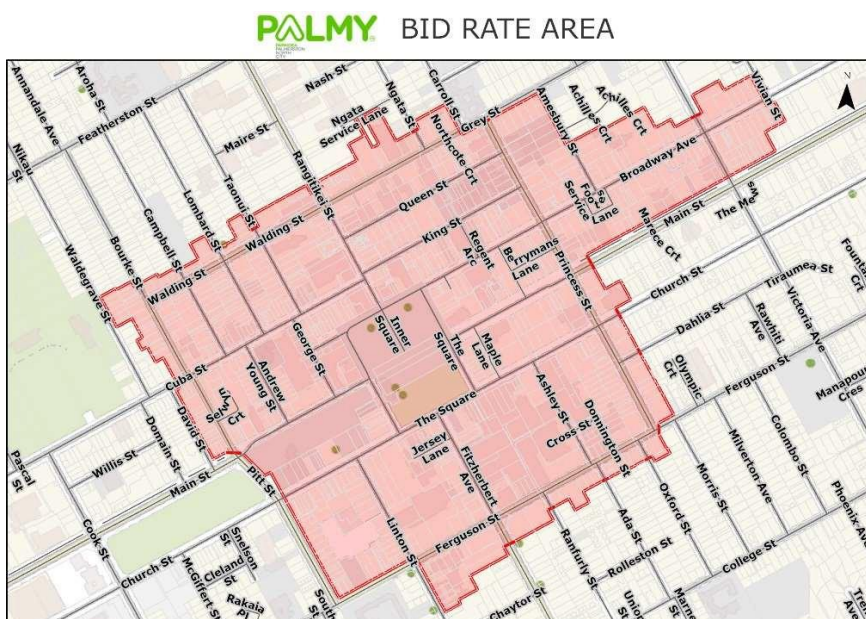 PALMY
PAPAIOEA
PALMERSTON
NORTH
CITY
BID RATE AREA
N
Annandale Ave
Aroha St
Featherston St
Nash St
Ngata
Service Lane
Ngata St
Carroll St
Northcote Crt
Grey St
Amesbury St
Achilles Crt
Achilles Crt
Vivian St
Nikau St
Maire St
Rangitikei St
Taonui St
Lombard St
Campbell St
Bourke St
Waldegrave St
Walding St
Walding St
Queen St
King St
Regent
Arc
Berrymans
Lane
Broadway Ave
Service
Lane
Main St
The Mews
Marece Crt
Princess St
Church St
Tiraumea St
Dahlia St
Rawhiti
Ave
Victoria Ave
Ferguson St
Olympic
Crt
Manapouri
Cres
Inner
Square
The
Square
Maple
Lane
George St
Andrew
Young St
Cuba St
Selwyn
Crt
David St
Domain St
Willis St
Pascal St
Main St
Pitt St
Cook St
Church St
Snelson
St
Cleland
St
McGiffert St
Rakaia
Pl
The Square
Jersey
Lane
Fitzherbert
Ave
Ashley St
Cross St
Donnington St
Linton St
Ferguson St
Chaytor St
Ranfurly St
Ada St
Rolleston St
Oxford St
Morris St
Milverton Ave
Colombo St
College St
Phoenix Ave